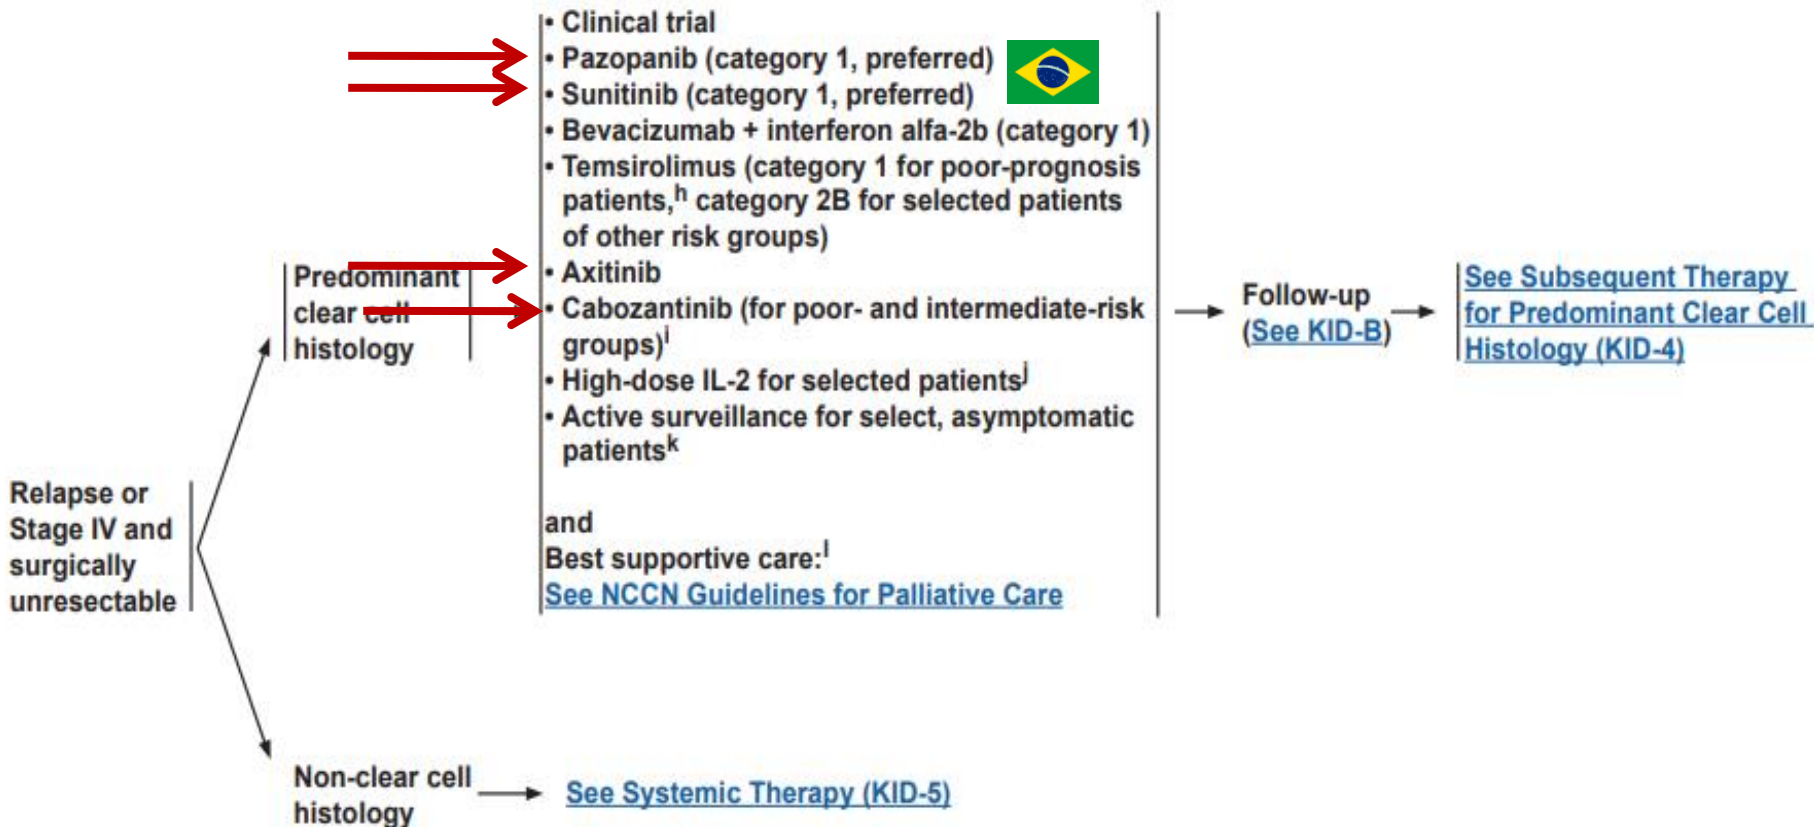 • Clinical trial
• Pazopanib (category 1, preferred)
• Sunitinib (category 1, preferred)
• Bevacizumab + interferon alfa-2b (category 1)
• Temsirolimus (category 1 for poor-prognosis
patients,h category 2B for selected patients
of other risk groups)
• Axitinib
• Cabozantinib (for poor- and intermediate-risk
groups)i
• High-dose IL-2 for selected patientsj
• Active surveillance for select, asymptomatic
patientsk
and
Best supportive care:l
See NCCN Guidelines for Palliative Care
Predominant
clear cell
histology
Follow-up
(See KID-B)
See Subsequent Therapy
for Predominant Clear Cell
Histology (KID-4)
Relapse or
Stage IV and
surgically
unresectable
Non-clear cell
histology
See Systemic Therapy (KID-5)